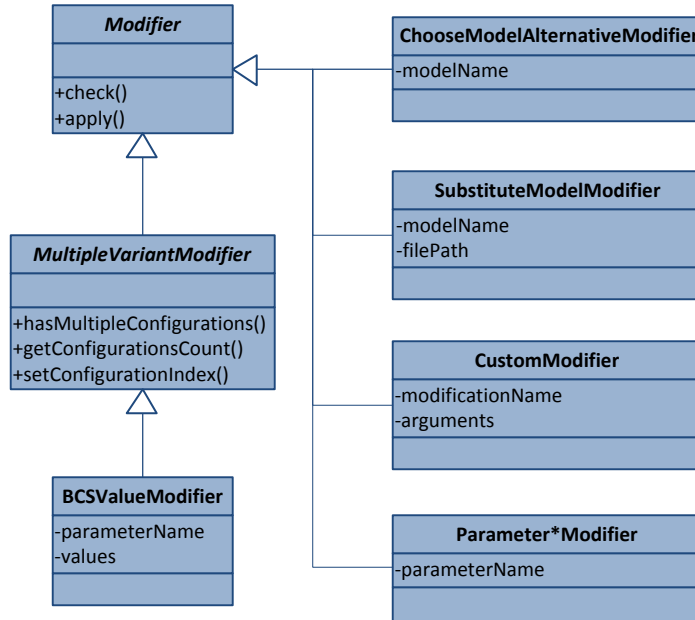 Modifier
+check()
+apply()
MultipleVariantModifier
+hasMultipleConfigurations()
+getConfigurationsCount()
+setConfigurationIndex()
BCSValueModifier
-parameterName
-values
ChooseModelAlternativeModifier
-modelName
SubstituteModelModifier
-modelName
-filePath
CustomModifier
-modificationName
-arguments
Parameter*Modifier
-parameterName